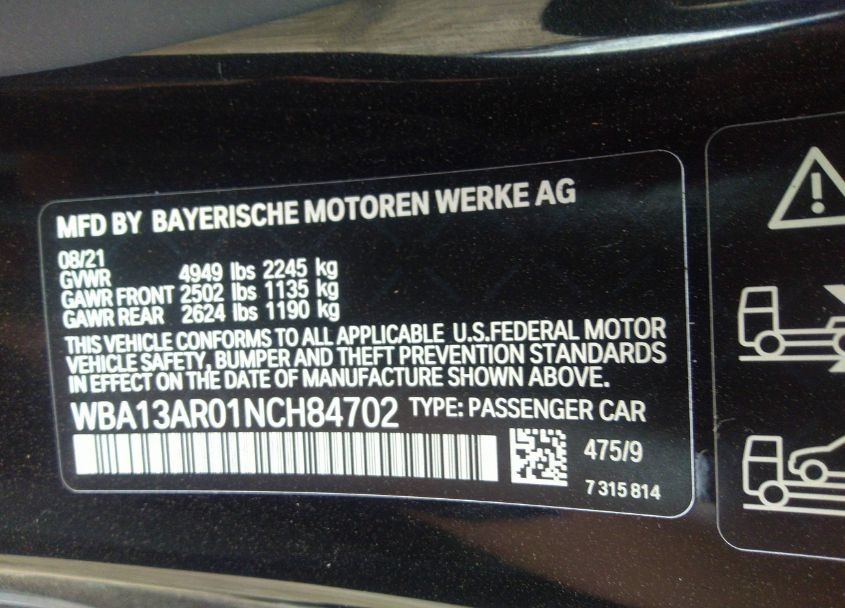 MFD BY BAYERISCHE MOTOREN WERKE AG
08/21
GVWR 4949 lbs 2245 kg
GAWR FRONT 2502 lbs 1135 kg
GAWR REAR 2624 lbs 1190 kg
THIS VEHICLE CONFORMS TO ALL APPLICABLE U.S.FEDERAL MOTOR
VEHICLE SAFETY, BUMPER AND THEFT PREVENTION STANDARDS
IN EFFECT ON THE DATE OF MANUFACTURE SHOWN ABOVE.
WBA13AR01NCH84702 TYPE: PASSENGER CAR
475/9
7 315 814